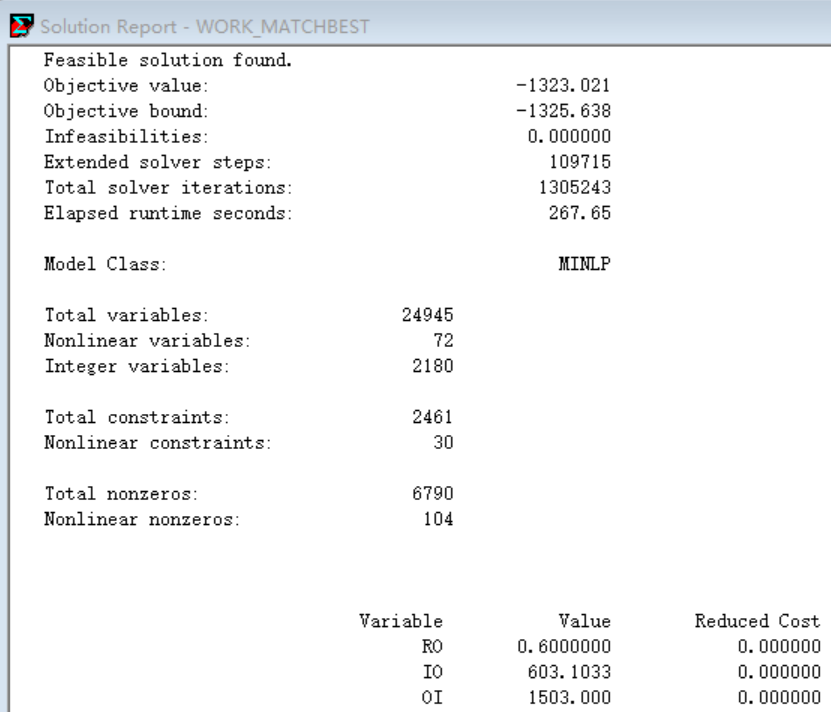 Solution Report - WORK_MATCHBEST
Feasible solution found.
Objective value: -1323.021
Objective bound: -1325.638
Infeasibilities: 0.000000
Extended solver steps: 109715
Total solver iterations: 1305243
Elapsed runtime seconds: 267.65
Model Class: MINLP
Total variables: 24945
Nonlinear variables: 72
Integer variables: 2180
Total constraints: 2461
Nonlinear constraints: 30
Total nonzeros: 6790
Nonlinear nonzeros: 104
Variable Value Reduced Cost
RO 0.6000000 0.000000
IO 603.1033 0.000000
OI 1503.000 0.000000